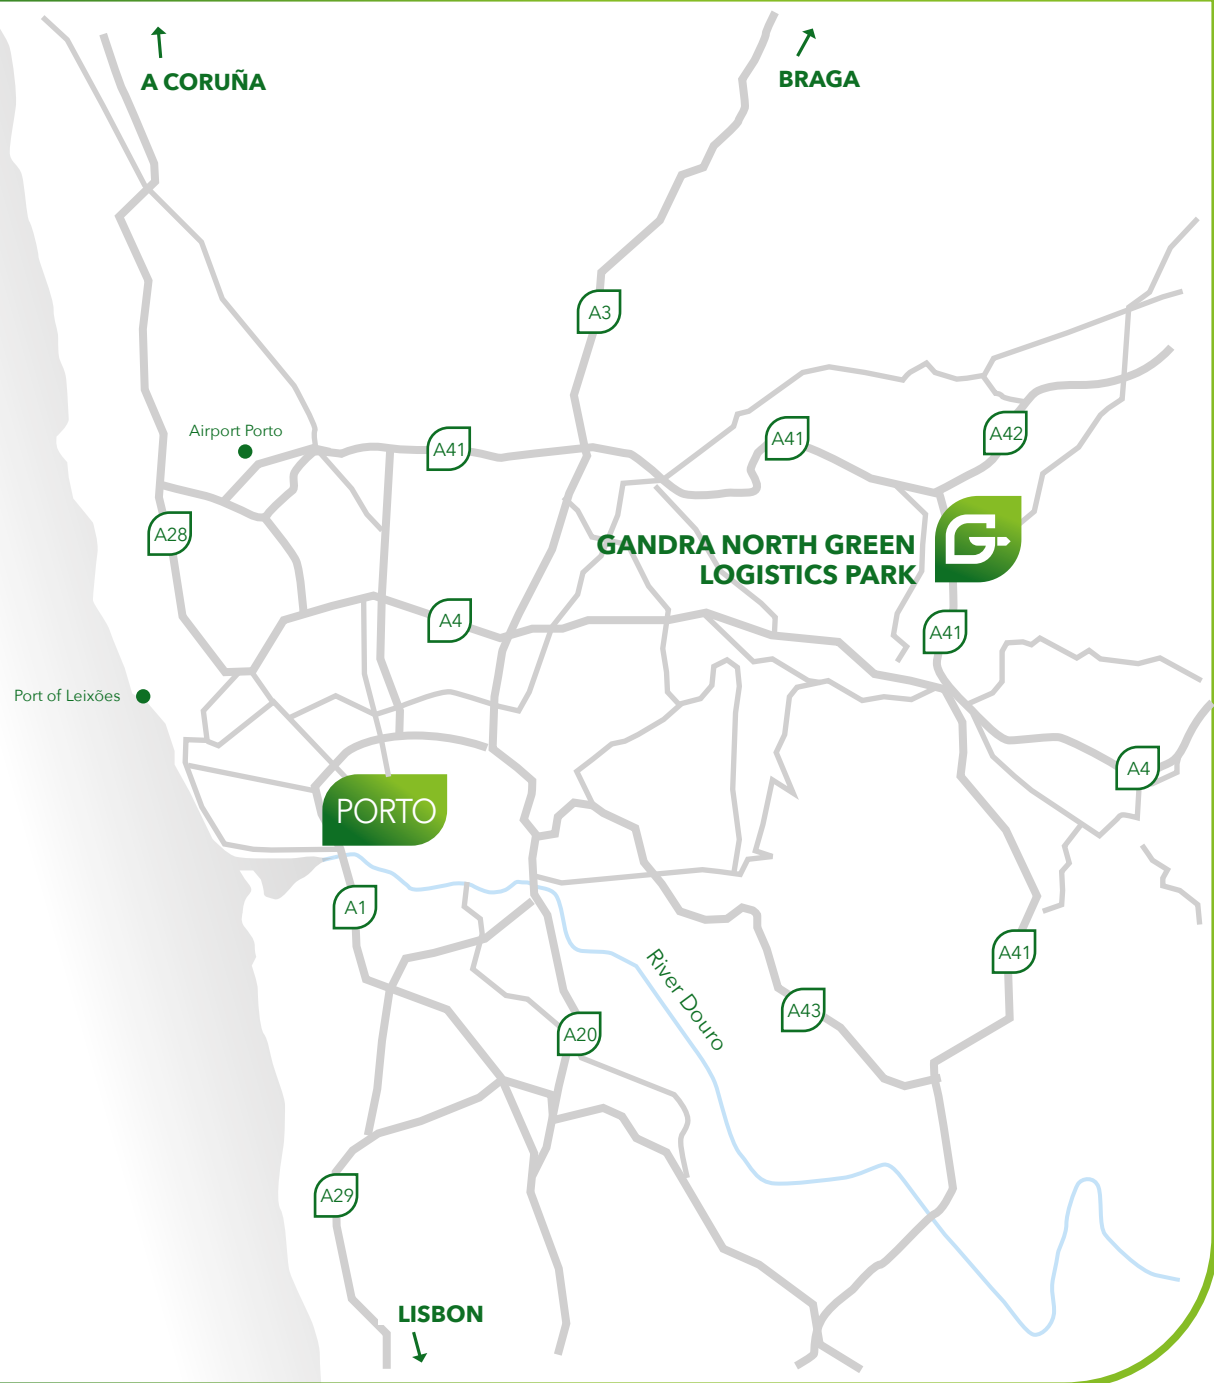 A CORUÑA
BRAGA
A3
Airport Porto
A41
A41
A42
A28
GANDRA NORTH GREEN
LOGISTICS PARK
G
A4
A41
Port of Leixões
A4
PORTO
A1
A41
River Douro
A43
A20
A29
LISBON